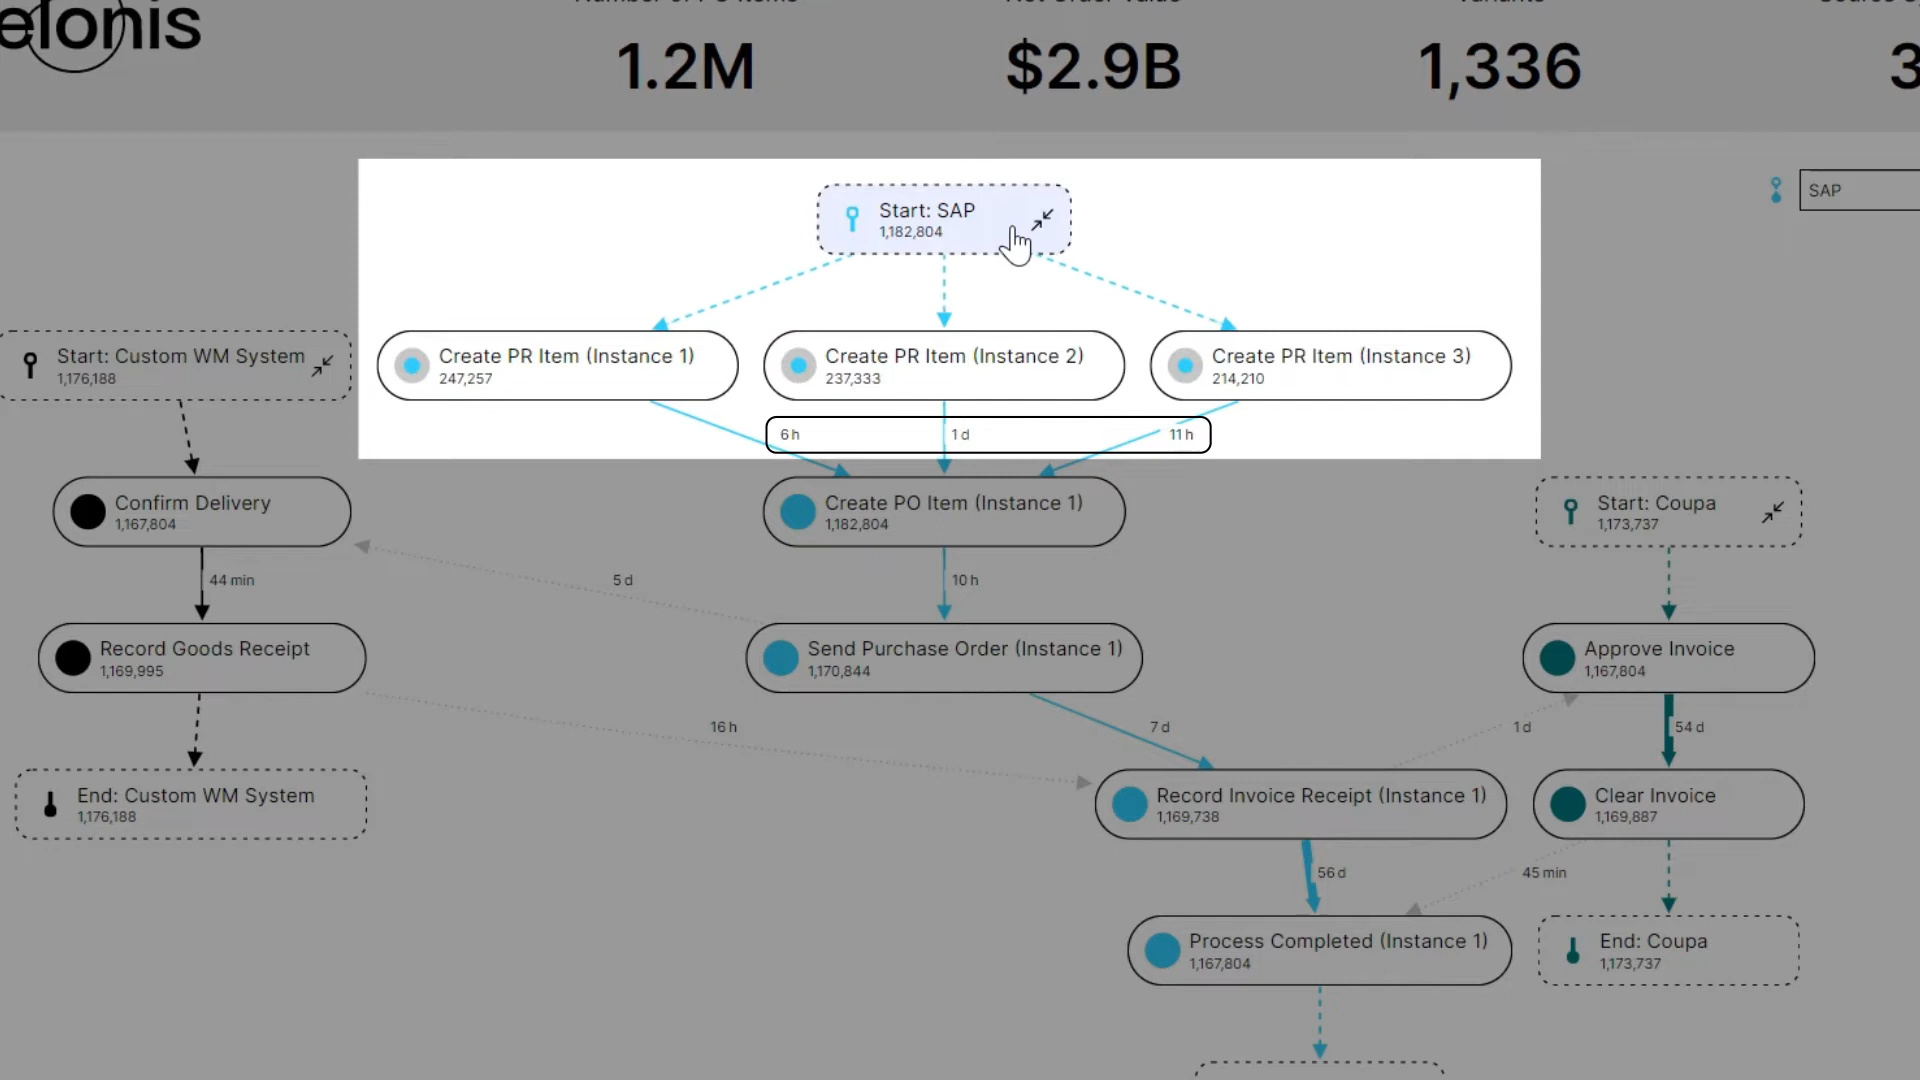 elonis
1.2M
$2.9B
1,336
3
SAP
Start: SAP
1,182,804
Start: Custom WM System
1,176,188
Create PR Item (Instance 1)
247,257
Create PR Item (Instance 2)
237,333
Create PR Item (Instance 3)
214,210
6 h
1 d
11 h
Confirm Delivery
1,167,804
Create PO Item (Instance 1)
1,182,804
Start: Coupa
1,173,737
44 min
5 d
10 h
Record Goods Receipt
1,169,995
Send Purchase Order (Instance 1)
1,170,844
Approve Invoice
1,167,804
16 h
7 d
1 d
54 d
End: Custom WM System
1,176,188
Record Invoice Receipt (Instance 1)
1,169,738
Clear Invoice
1,169,887
56 d
45 min
Process Completed (Instance 1)
1,167,804
End: Coupa
1,173,737